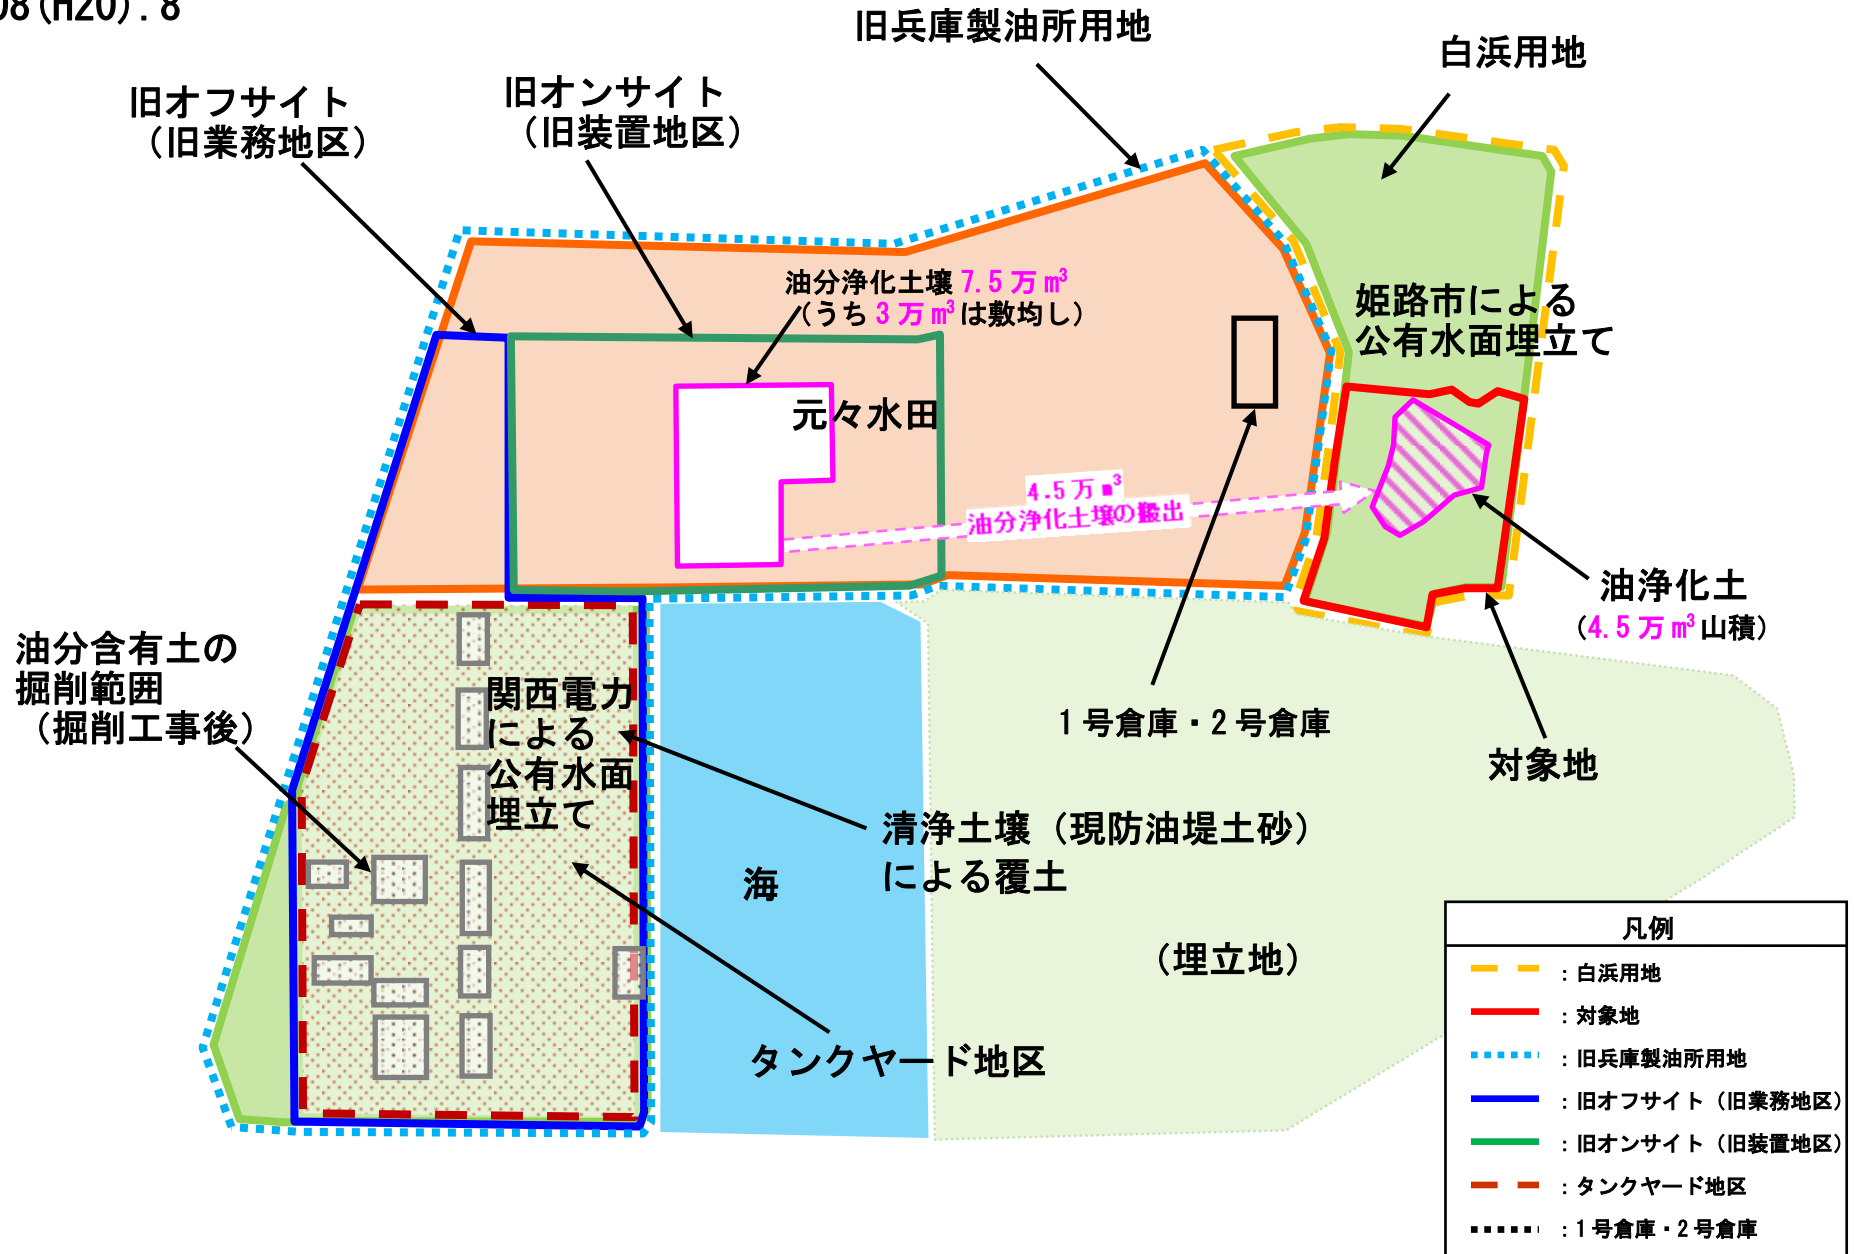 08(H20).8
旧兵庫製油所用地
白浜用地
旧オフサイト
（旧業務地区）
旧オンサイト
（旧装置地区）
油分浄化土壌 7.5 万㎥
（うち 3 万㎥は敷均し）
姫路市による
公有水面埋立て
元々水田
4.5 万㎥
油分浄化土壌の搬出
油浄化土
（4.5 万㎥山積）
油分含有土の
掘削範囲
（掘削工事後）
関西電力
による
公有水面
埋立て
1 号倉庫・2 号倉庫
対象地
清浄土壌（現防油堤土砂）
による覆土
海
（埋立地）
タンクヤード地区
凡例
：白浜用地
：対象地
：旧兵庫製油所用地
：旧オフサイト（旧業務地区）
：旧オンサイト（旧装置地区）
：タンクヤード地区
：1 号倉庫・2 号倉庫